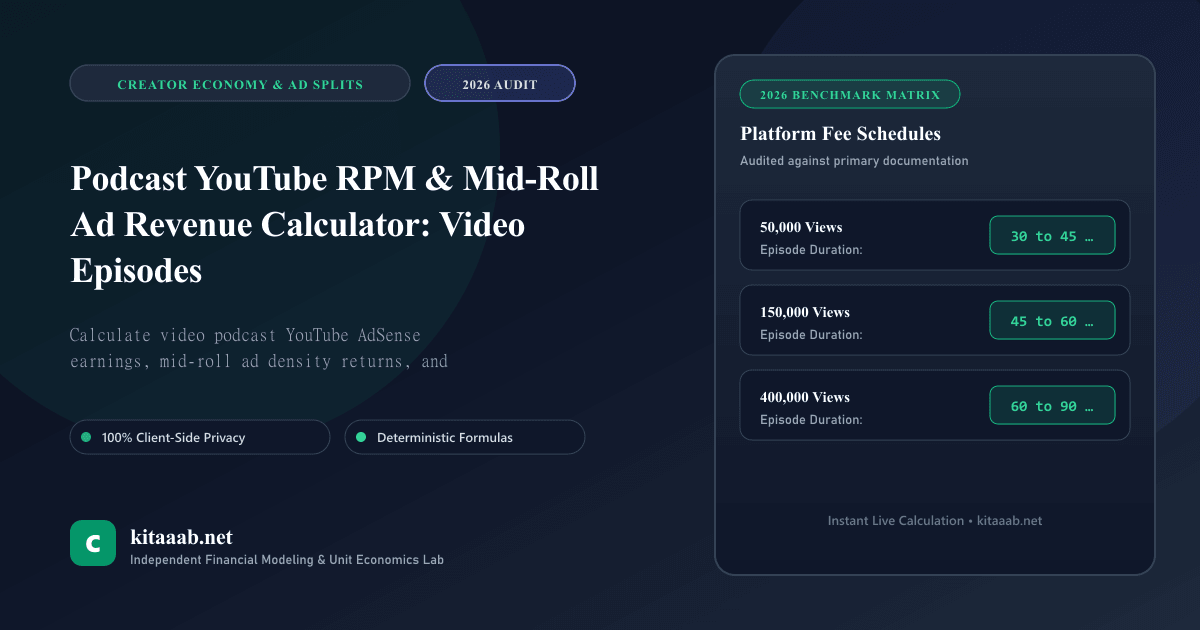 CREATOR ECONOMY & AD SPLITS
2026 AUDIT
Podcast YouTube RPM & Mid-Roll
Ad Revenue Calculator: Video
Episodes
Calculate video podcast YouTube AdSense
earnings, mid-roll ad density returns, and
100% Client-Side Privacy
Deterministic Formulas
C
kitaaab.net
Independent Financial Modeling & Unit Economics Lab
2026 BENCHMARK MATRIX
Platform Fee Schedules
Audited against primary documentation
50,000 Views
Episode Duration:
30 to 45 …
150,000 Views
Episode Duration:
45 to 60 …
400,000 Views
Episode Duration:
60 to 90 …
Instant Live Calculation • kitaaab.net